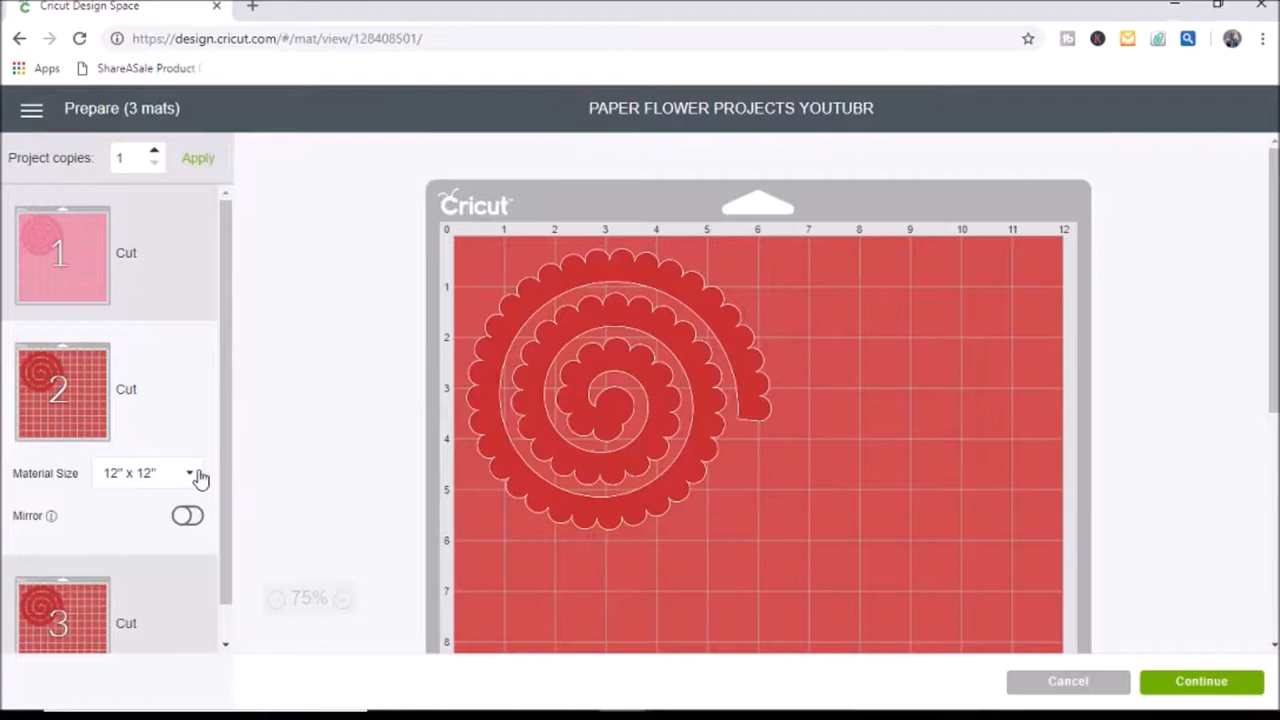 Cricut Design Space
https://design.cricut.com/#/mat/view/128408501/
Apps
ShareASale Product
Prepare (3 mats)
PAPER FLOWER PROJECTS YOUTUBR
Project copies: 1 Apply
1 Cut
2 Cut
Material Size 12" x 12"
Mirror
3 Cut
Cricut
0 1 2 3 4 5 6 7 8 9 10 11 12
1
2
3
4
5
6
7
8
75%
Cancel
Continue